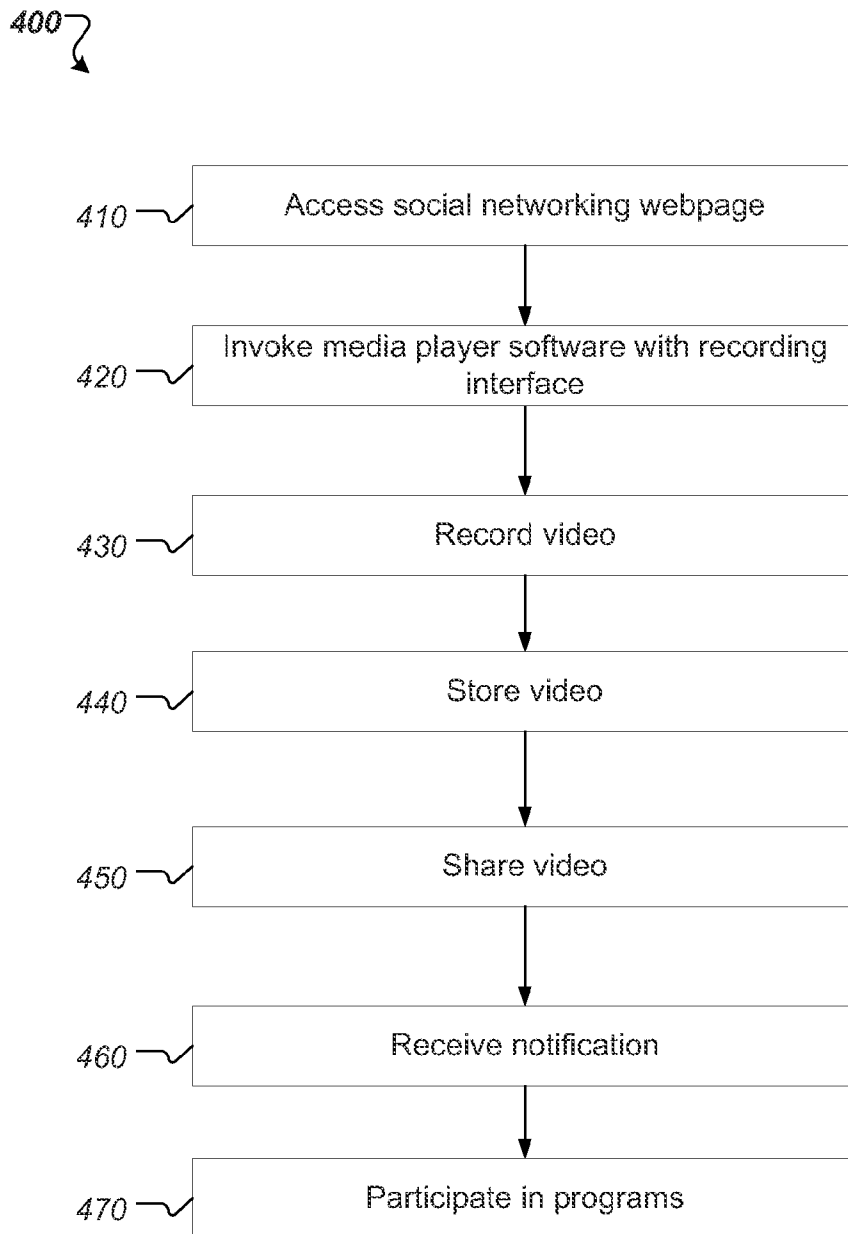 400
410
Access social networking webpage
420
Invoke media player software with recording
interface
430
Record video
440
Store video
450
Share video
460
Receive notification
470
Participate in programs